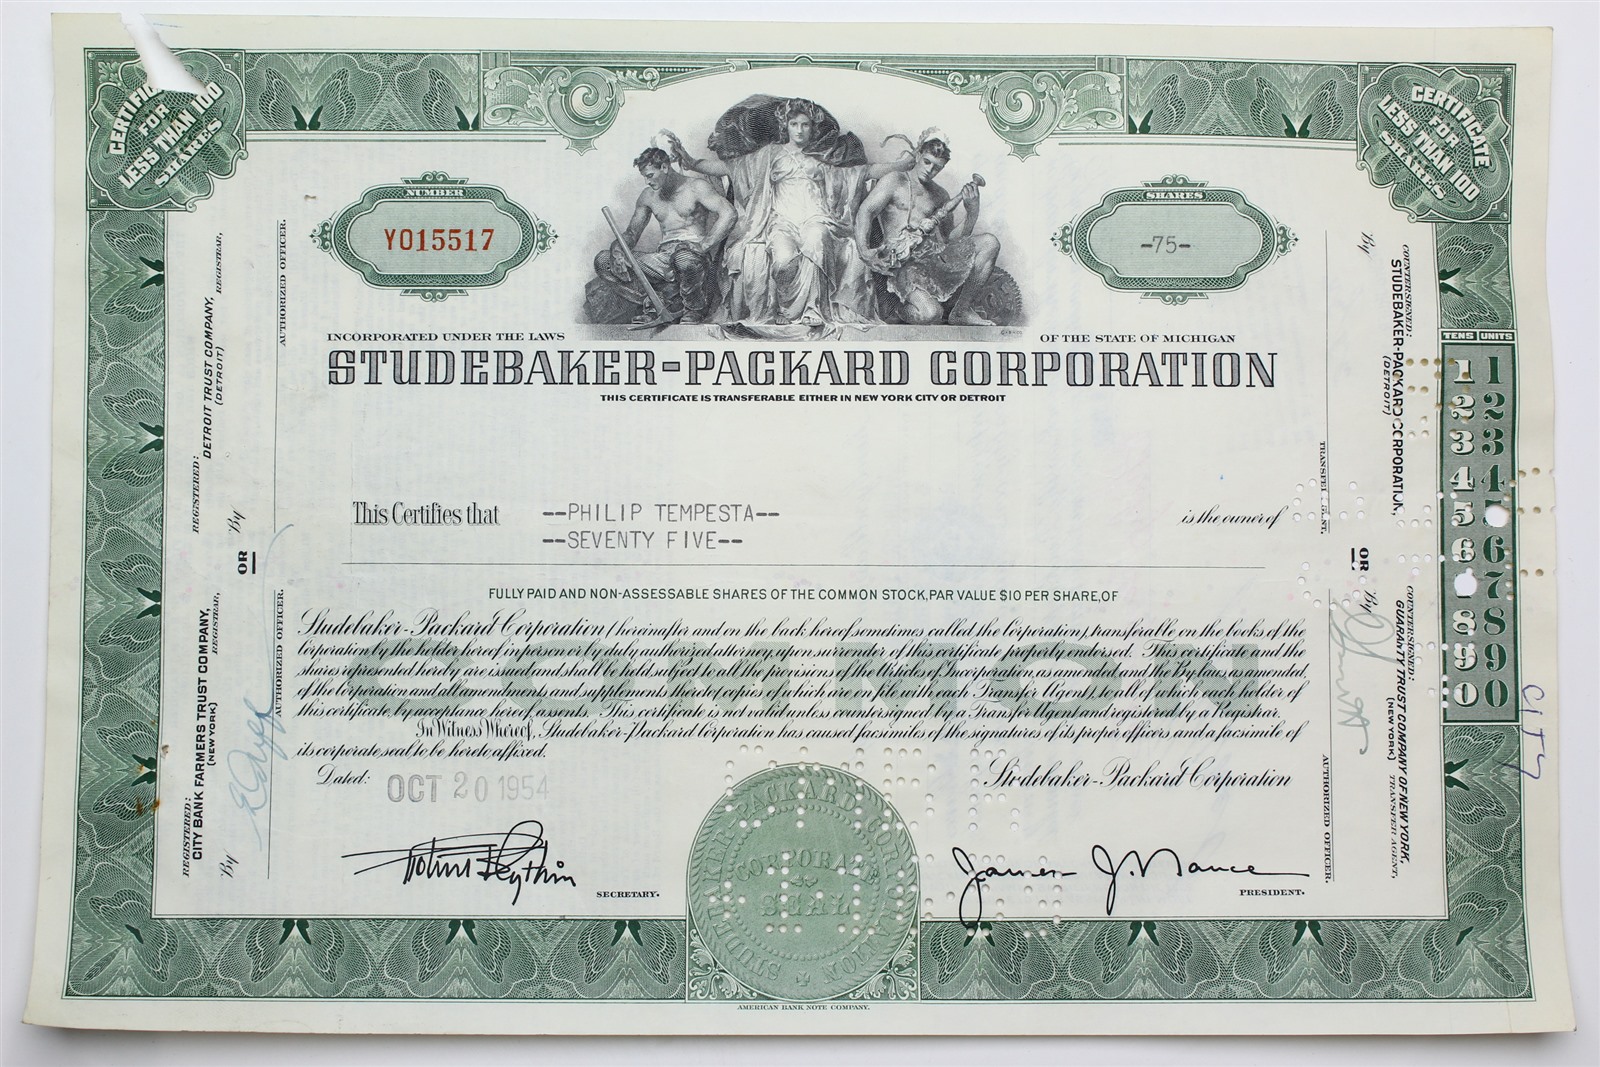 CERTIFIC
FOR
LESS THAN 100
SHARES
CERTIFICATE
FOR
LESS THAN 100
SHARES
NUMBER
Y015517
SHARES
-75-
INCORPORATED UNDER THE LAWS
OF THE STATE OF MICHIGAN
STUDEBAKER-PACKARD CORPORATION
THIS CERTIFICATE IS TRANSFERABLE EITHER IN NEW YORK CITY OR DETROIT
This Certifies that
--PHILIP TEMPESTA--
is the owner of
--SEVENTY FIVE--
FULLY PAID AND NON-ASSESSABLE SHARES OF THE COMMON STOCK, PAR VALUE $10 PER SHARE, OF
COMMON
Studebaker-Packard Corporation (hereinafter and on the back hereof sometimes called the Corporation), transferable on the books of the
Corporation by the holder hereof in person or by duly authorized attorney, upon surrender of this certificate properly endorsed. This certificate and the
shares represented hereby are issued and shall be held subject to all the provisions of the Articles of Incorporation, as amended, and the By-laws, as amended,
of the Corporation and all amendments and supplements thereto (copies of which are on file with each Transfer Agent), to all of which each holder of
this certificate, by acceptance hereof, assents. This certificate is not valid unless countersigned by a Transfer Agent and registered by a Registrar.
In Witness Whereof, Studebaker-Packard Corporation has caused facsimiles of the signatures of its proper officers and a facsimile of
its corporate seal to be hereto affixed.
Dated:
OCT 20 1954
Studebaker-Packard Corporation
SECRETARY.
James J. Nance
PRESIDENT.
STUDEBAKER-PACKARD CORPORATION
CORPORATE
SEAL
AMERICAN BANK NOTE COMPANY.
REGISTERED:
DETROIT TRUST COMPANY,
(DETROIT)
REGISTRAR,
By
AUTHORIZED OFFICER.
OR
REGISTERED:
CITY BANK FARMERS TRUST COMPANY,
(NEW YORK)
REGISTRAR,
By
AUTHORIZED OFFICER.
COUNTERSIGNED:
STUDEBAKER-PACKARD CORPORATION,
(DETROIT)
By
OR
COUNTERSIGNED:
GUARANTY TRUST COMPANY OF NEW YORK,
(NEW YORK)
TRANSFER AGENT,
By
AUTHORIZED OFFICER.
TENS UNITS
1 1
2 2
3 3
4 4
5
6 6
7
8 8
9 9
0 0